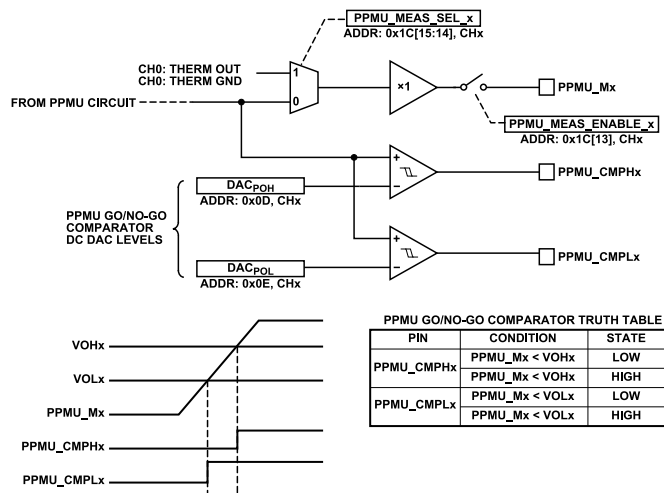 PPMU_MEAS_SEL_x
ADDR: 0x1C[15:14], CHx
CH0: THERM OUT
CH0: THERM GND
1
0
×1
PPMU_Mx
FROM PPMU CIRCUIT
PPMU_MEAS_ENABLE_x
ADDR: 0x1C[13], CHx
+
−
PPMU_CMPHx
DACPOH
ADDR: 0x0D, CHx
PPMU GO/NO-GO
COMPARATOR
DC DAC LEVELS
+
−
PPMU_CMPLx
DACPOL
ADDR: 0x0E, CHx
VOHx
VOLx
PPMU_Mx
PPMU_CMPHx
PPMU_CMPLx
PPMU GO/NO-GO COMPARATOR TRUTH TABLE
PIN CONDITION STATE
PPMU_CMPHx PPMU_Mx < VOHx LOW
PPMU_Mx < VOHx HIGH
PPMU_CMPLx PPMU_Mx < VOLx LOW
PPMU_Mx < VOLx HIGH